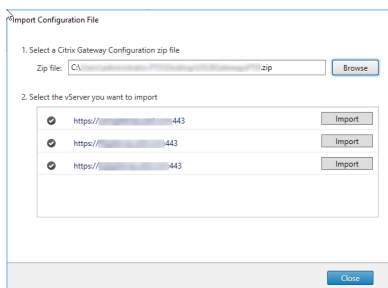 Import Configuration File
1. Select a Citrix Gateway Configuration zip file
Zip file: C:\ .zip Browse
2. Select the vServer you want to import
https:// 443 Import
https:// :443 Import
https:// 443 Import
Close